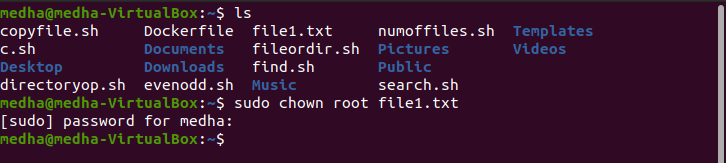 medha@medha-VirtualBox:~$ ls
copyfile.sh Dockerfile file1.txt numoffiles.sh Templates
c.sh Documents fileordir.sh Pictures Videos
Desktop Downloads find.sh Public
directoryop.sh evenodd.sh Music search.sh
medha@medha-VirtualBox:~$ sudo chown root file1.txt
[sudo] password for medha:
medha@medha-VirtualBox:~$